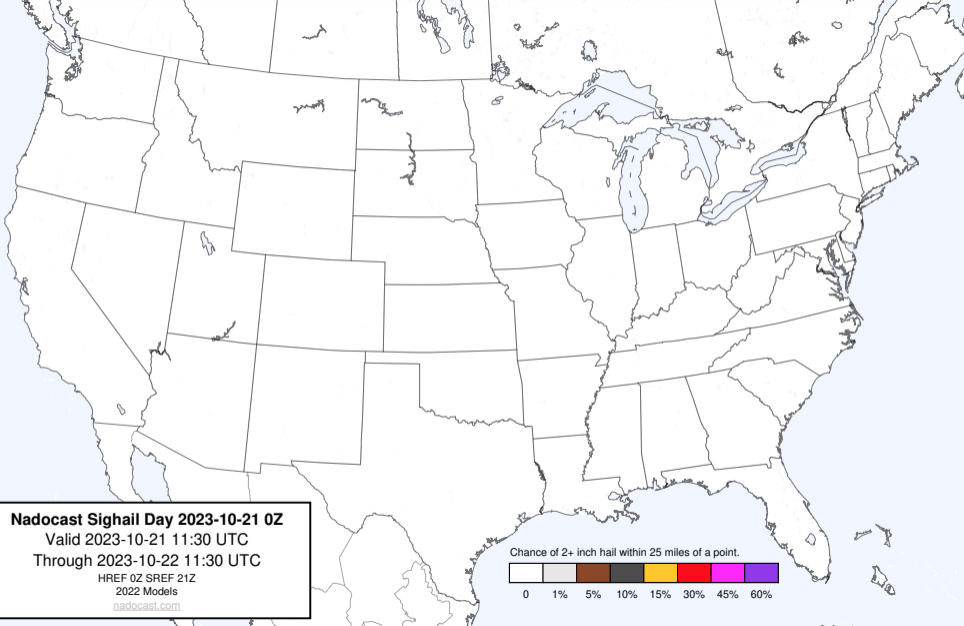 Nadocast Sighail Day 2023-10-21 0Z
Valid 2023-10-21 11:30 UTC
Through 2023-10-22 11:30 UTC
HREF 0Z SREF 21Z
2022 Models
nadocast.com
Chance of 2+ inch hail within 25 miles of a point.
0 1% 5% 10% 15% 30% 45% 60%